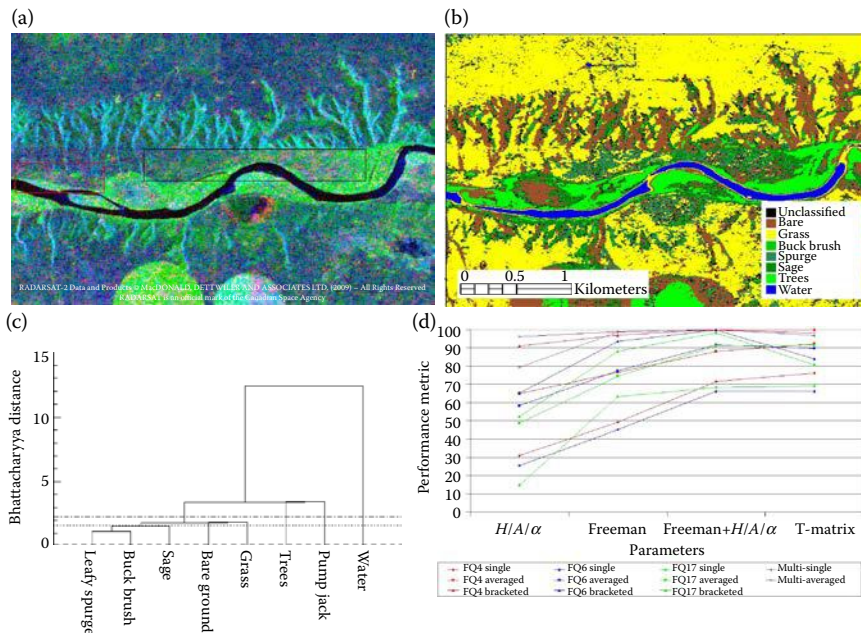 (a)
RADARSAT-2 Data and Products © MacDONALD, DETTWILER AND ASSOCIATES LTD. (2009) – All Rights Reserved
RADARSAT is an official mark of the Canadian Space Agency
(b)
Unclassified
Bare
Grass
Buck brush
Spurge
Sage
Trees
Water
0 0.5 1
Kilometers
(c)
15
10
5
0
Bhattacharyya distance
Leafy spurge
Buck brush
Sage
Bare ground
Grass
Trees
Pump jack
Water
(d)
100
90
80
70
60
50
40
30
20
10
0
Performance metric
H/A/α Freeman Freeman+H/A/α T-matrix
Parameters
FQ4 single FQ6 single FQ17 single Multi-single
FQ4 averaged FQ6 averaged FQ17 averaged Multi-averaged
FQ4 bracketed FQ6 bracketed FQ17 bracketed